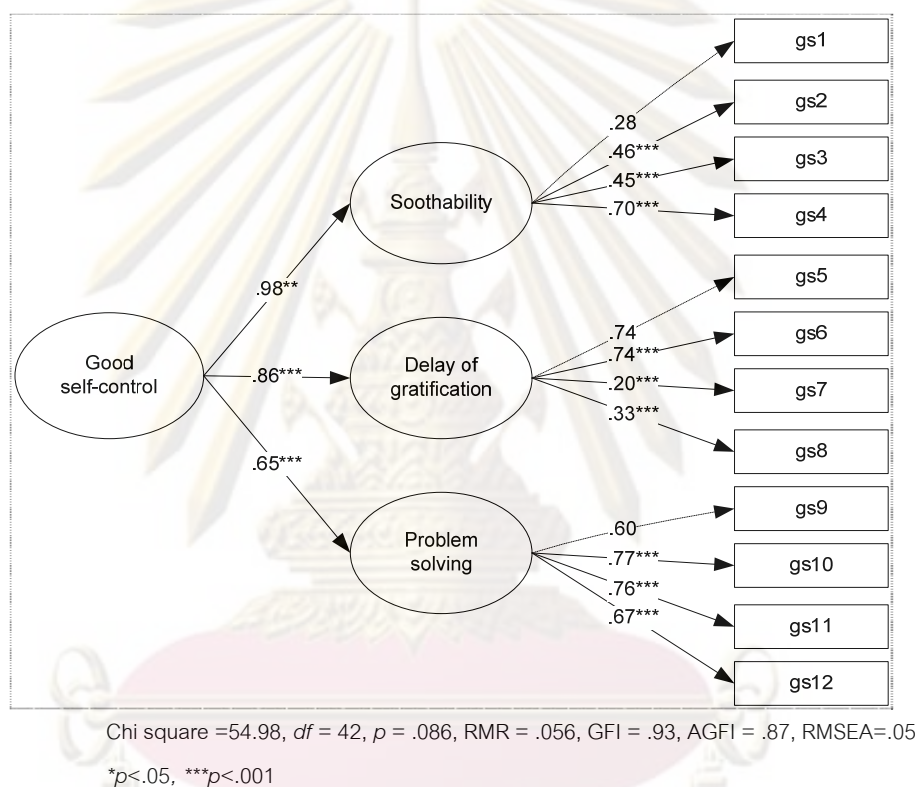 gs1
gs2
.28
.46***
gs3
.45***
Soothability
.70***
gs4
gs5
.98**
.74
gs6
.74***
Good
self-control
.86***
Delay of
gratification
.20***
gs7
.33***
gs8
.65***
gs9
.60
Problem
solving
.77***
gs10
.76***
.67***
gs11
gs12
Chi square =54.98, df = 42, p = .086, RMR = .056, GFI = .93, AGFI = .87, RMSEA=.05
*p<.05, ***p<.001